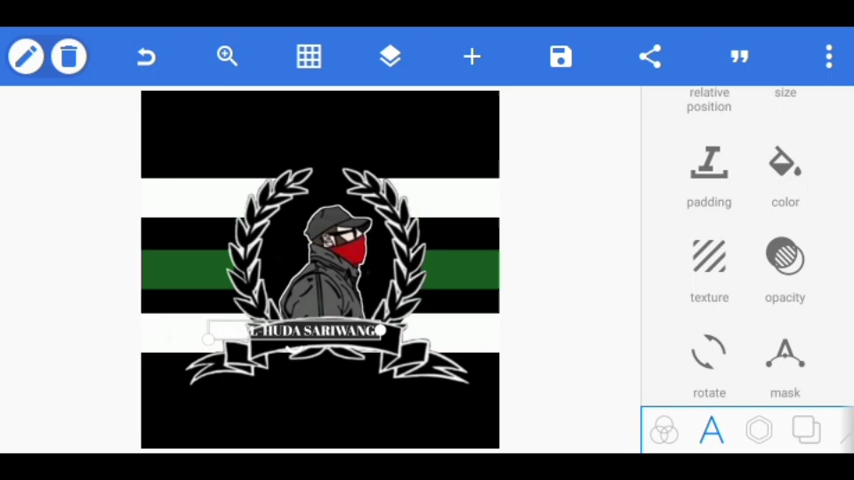 relative
position
size
padding
color
texture
opacity
rotate
mask
L-HUDA SARIWANG